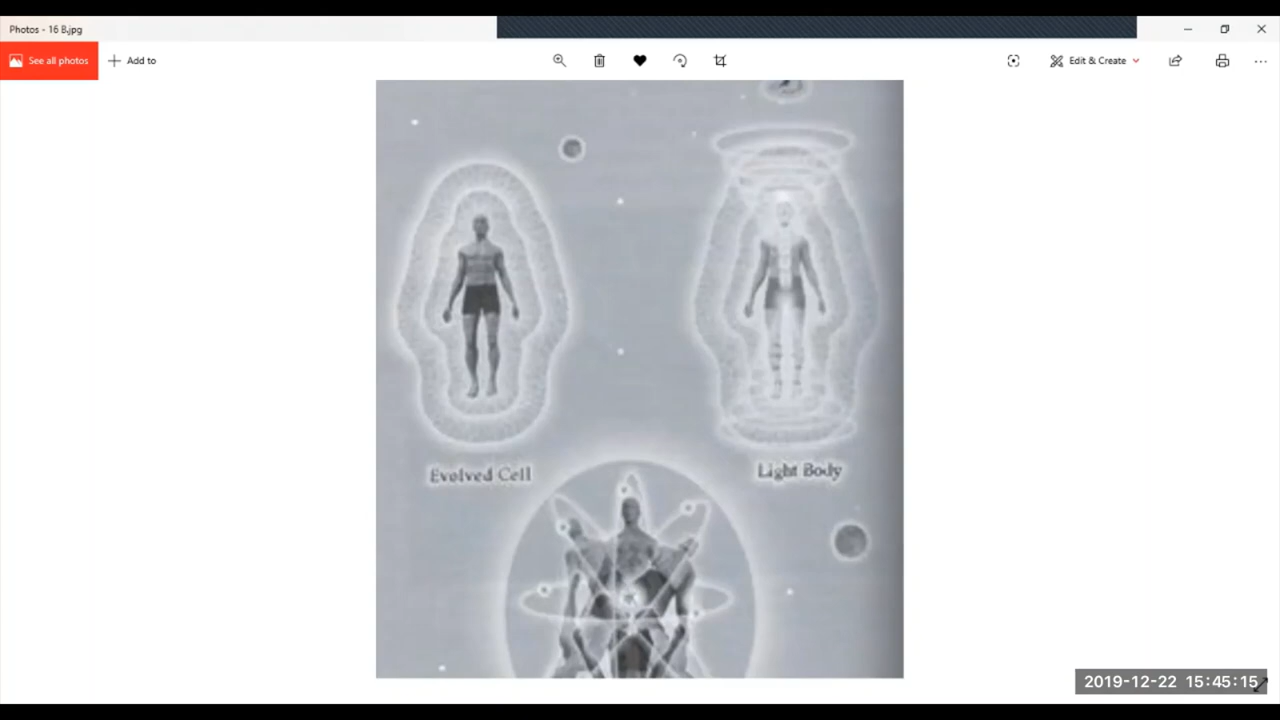 Photos - 16 B.jpg
See all photos
Add to
Edit & Create
Evolved Cell
Light Body
2019-12-22 15:45:15